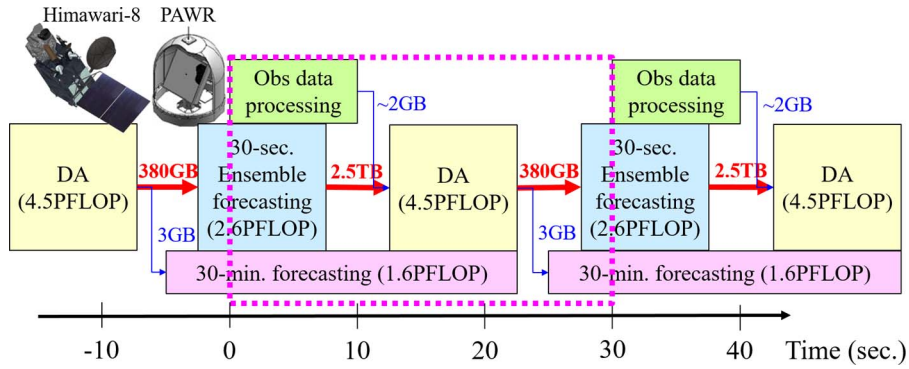 Himawari-8
PAWR
Obs data
processing
~2GB
Obs data
processing
~2GB
DA
(4.5PFLOP)
380GB
30-sec.
Ensemble
forecasting
(2.6PFLOP)
2.5TB
DA
(4.5PFLOP)
380GB
30-sec.
Ensemble
forecasting
(2.6PFLOP)
2.5TB
DA
(4.5PFLOP)
3GB
30-min. forecasting (1.6PFLOP)
3GB
30-min. forecasting (1.6PFLOP)
-10 0 10 20 30 40 Time (sec.)